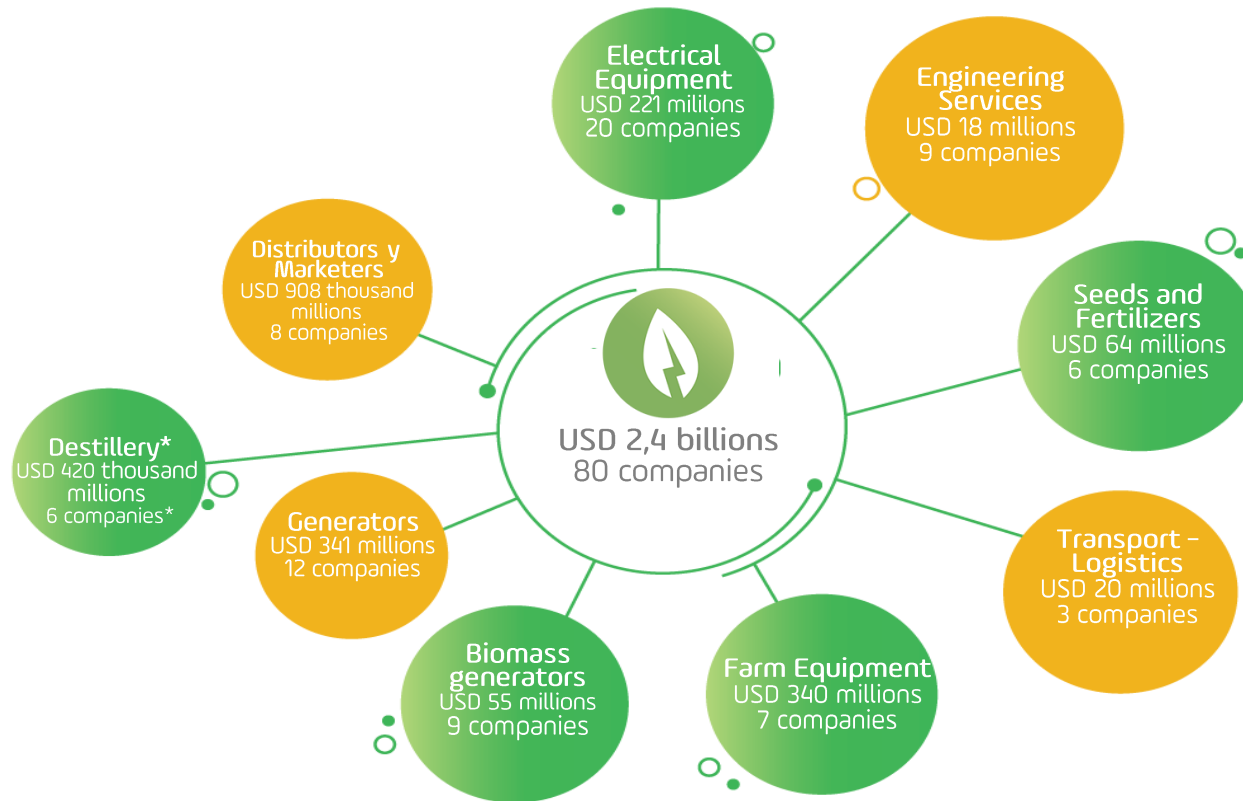 Electrical
Equipment
USD 221 mililons
20 companies
Engineering
Services
USD 18 millions
9 companies
Distributors y
Marketers
USD 908 thousand
millions
8 companies
Seeds and
Fertilizers
USD 64 millions
6 companies
USD 2,4 billions
80 companies
Destillery*
USD 420 thousand
millions
6 companies*
Generators
USD 341 millions
12 companies
Transport –
Logistics
USD 20 millions
3 companies
Biomass
generators
USD 55 millions
9 companies
Farm Equipment
USD 340 millions
7 companies